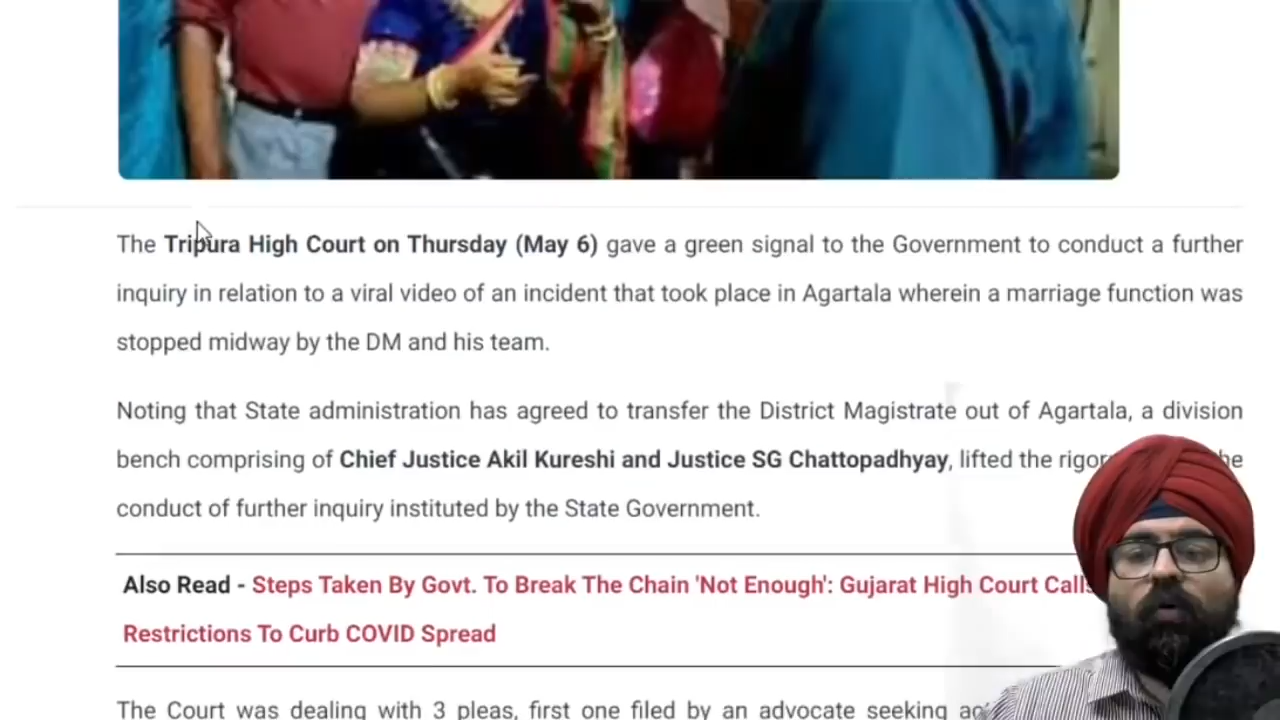 The Tripura High Court on Thursday (May 6) gave a green signal to the Government to conduct a further
inquiry in relation to a viral video of an incident that took place in Agartala wherein a marriage function was
stopped midway by the DM and his team.
Noting that State administration has agreed to transfer the District Magistrate out of Agartala, a division
bench comprising of Chief Justice Akil Kureshi and Justice SG Chattopadhyay, lifted the
conduct of further inquiry instituted by the State Government.
Also Read - Steps Taken By Govt. To Break The Chain 'Not Enough': Gujarat High Court Calls
Restrictions To Curb COVID Spread
The Court was dealing with 3 pleas, first one filed by an advocate seeking